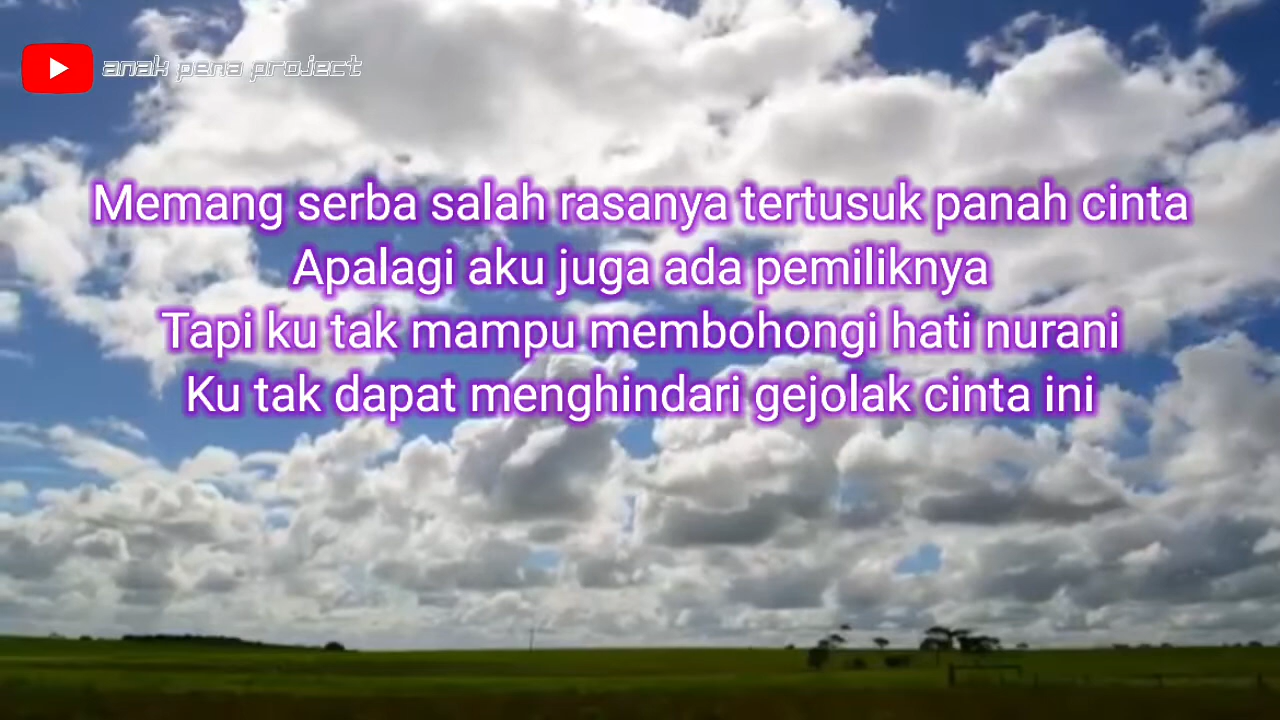 anak pena project
Memang serba salah rasanya tertusuk panah cinta
Apalagi aku juga ada pemiliknya
Tapi ku tak mampu membohongi hati nurani
Ku tak dapat menghindari gejolak cinta ini